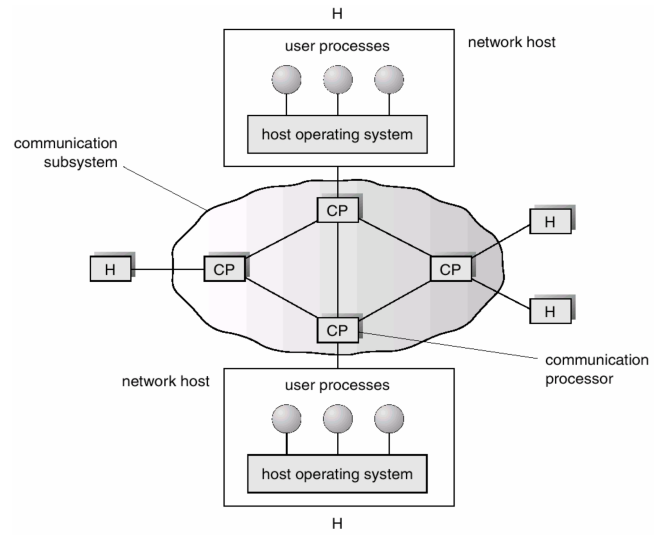 H
user processes
network host
host operating system
communication
subsystem
CP
H
H
CP
CP
H
CP
communication
processor
network host
user processes
host operating system
H